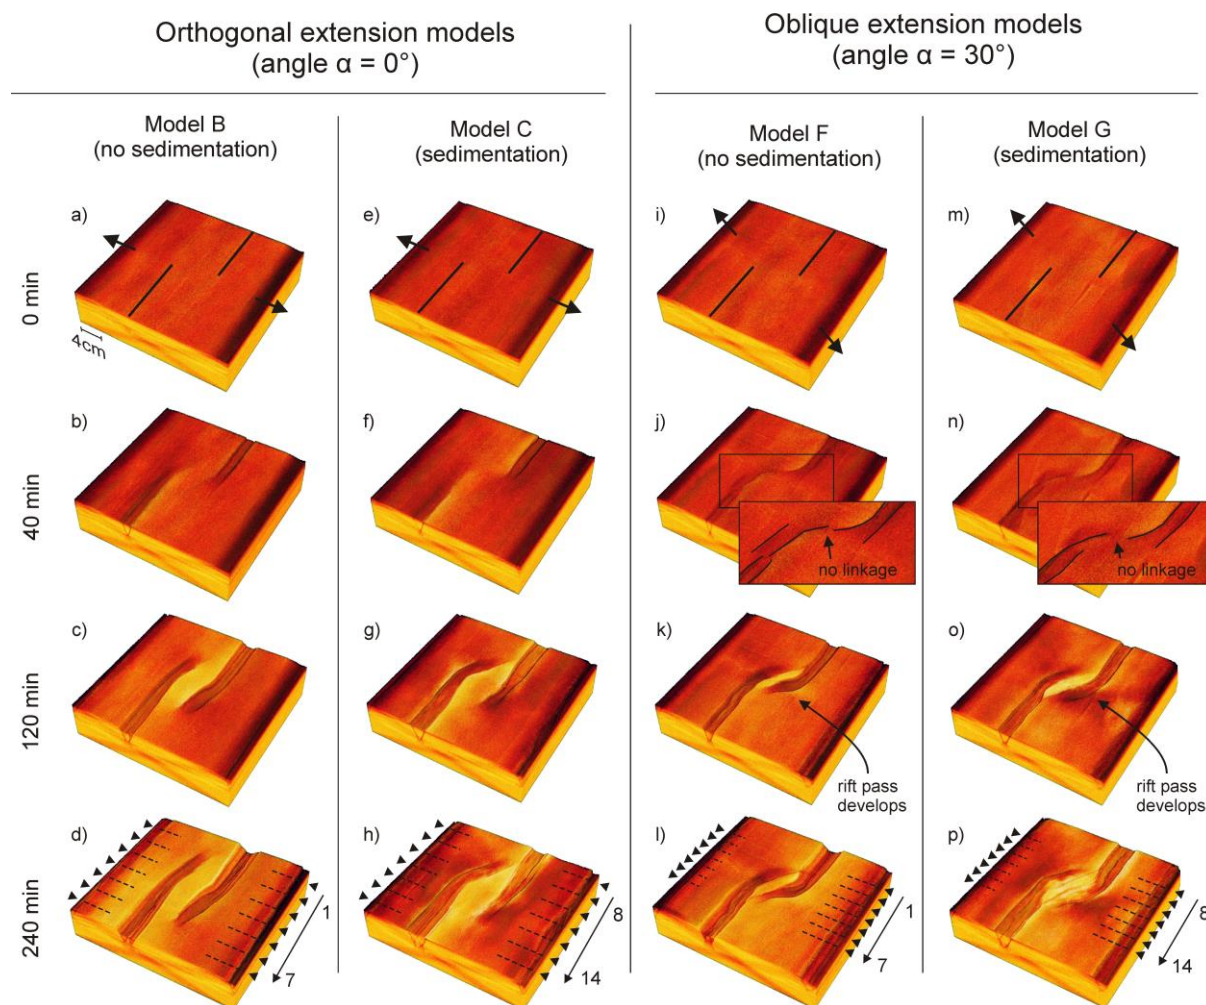 Orthogonal extension models
(angle α = 0°)
Oblique extension models
(angle α = 30°)
Model B
(no sedimentation)
Model C
(sedimentation)
Model F
(no sedimentation)
Model G
(sedimentation)
0 min
a)
e)
i)
m)
4cm
40 min
b)
f)
j)
n)
no linkage
no linkage
120 min
c)
g)
k)
o)
rift pass
develops
rift pass
develops
240 min
d)
h)
l)
p)
1
7
8
14
1
7
8
14